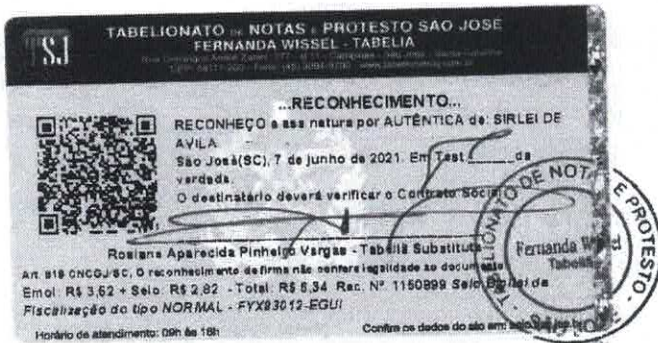 TSJ
TABELIONATO DE NOTAS E PROTESTO SAO JOSE
FERNANDA WISSEL - TABELIA
...RECONHECIMENTO...
RECONHEÇO a assinatura por AUTÊNTICA de: SIRLEI DE
AVILA
São José(SC), 7 de junho de 2021. Em Test. da
verdade.
O destinatário deverá verificar o Contrato Social
Rosiana Aparecida Pinheiro Vargas - Tabeliã Substituta
Art. 819 CNCGJ/SC, O reconhecimento de firma não confere legalidade ao documento
Emol: R$ 3,52 + Selo: R$ 2,82 - Total: R$ 6,34 Rec. Nº 1150899 Selo Digital de
Fiscalização do tipo NORMAL - FYX93012-EGUI
Horário de atendimento: 09h às 18h
Confira os dados do ato em:
TABELIONATO DE NOTAS E PROTESTO
Fernanda
Tabeliã